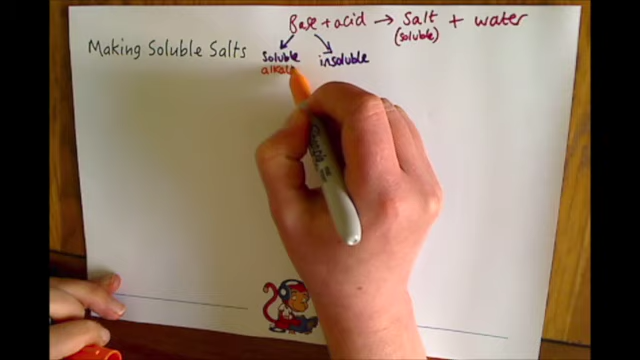 Base + acid → Salt + water
(soluble)
Making Soluble Salts
Soluble insoluble